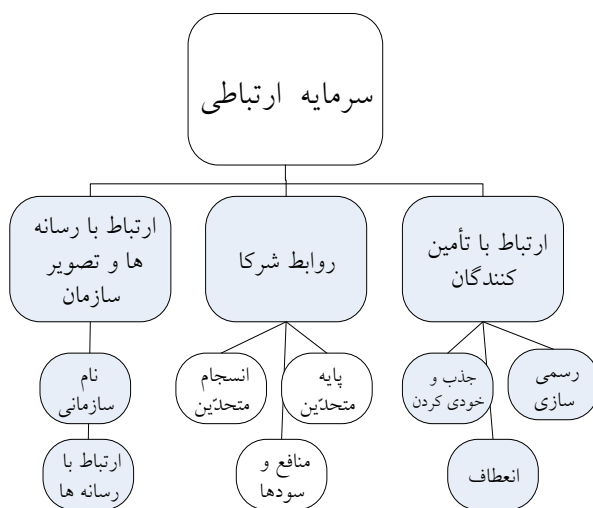 سرمایه ارتباطی
ارتباط با تأمین
کنندگان
روابط شرکا
ارتباط با رسانه
ها و تصویر
سازمان
رسمی
سازی
جذب و
خودی کردن
انعطاف
پایه
متحدّین
انسجام
متحدّین
منافع و
سودها
نام
سازمانی
ارتباط با
رسانه ها